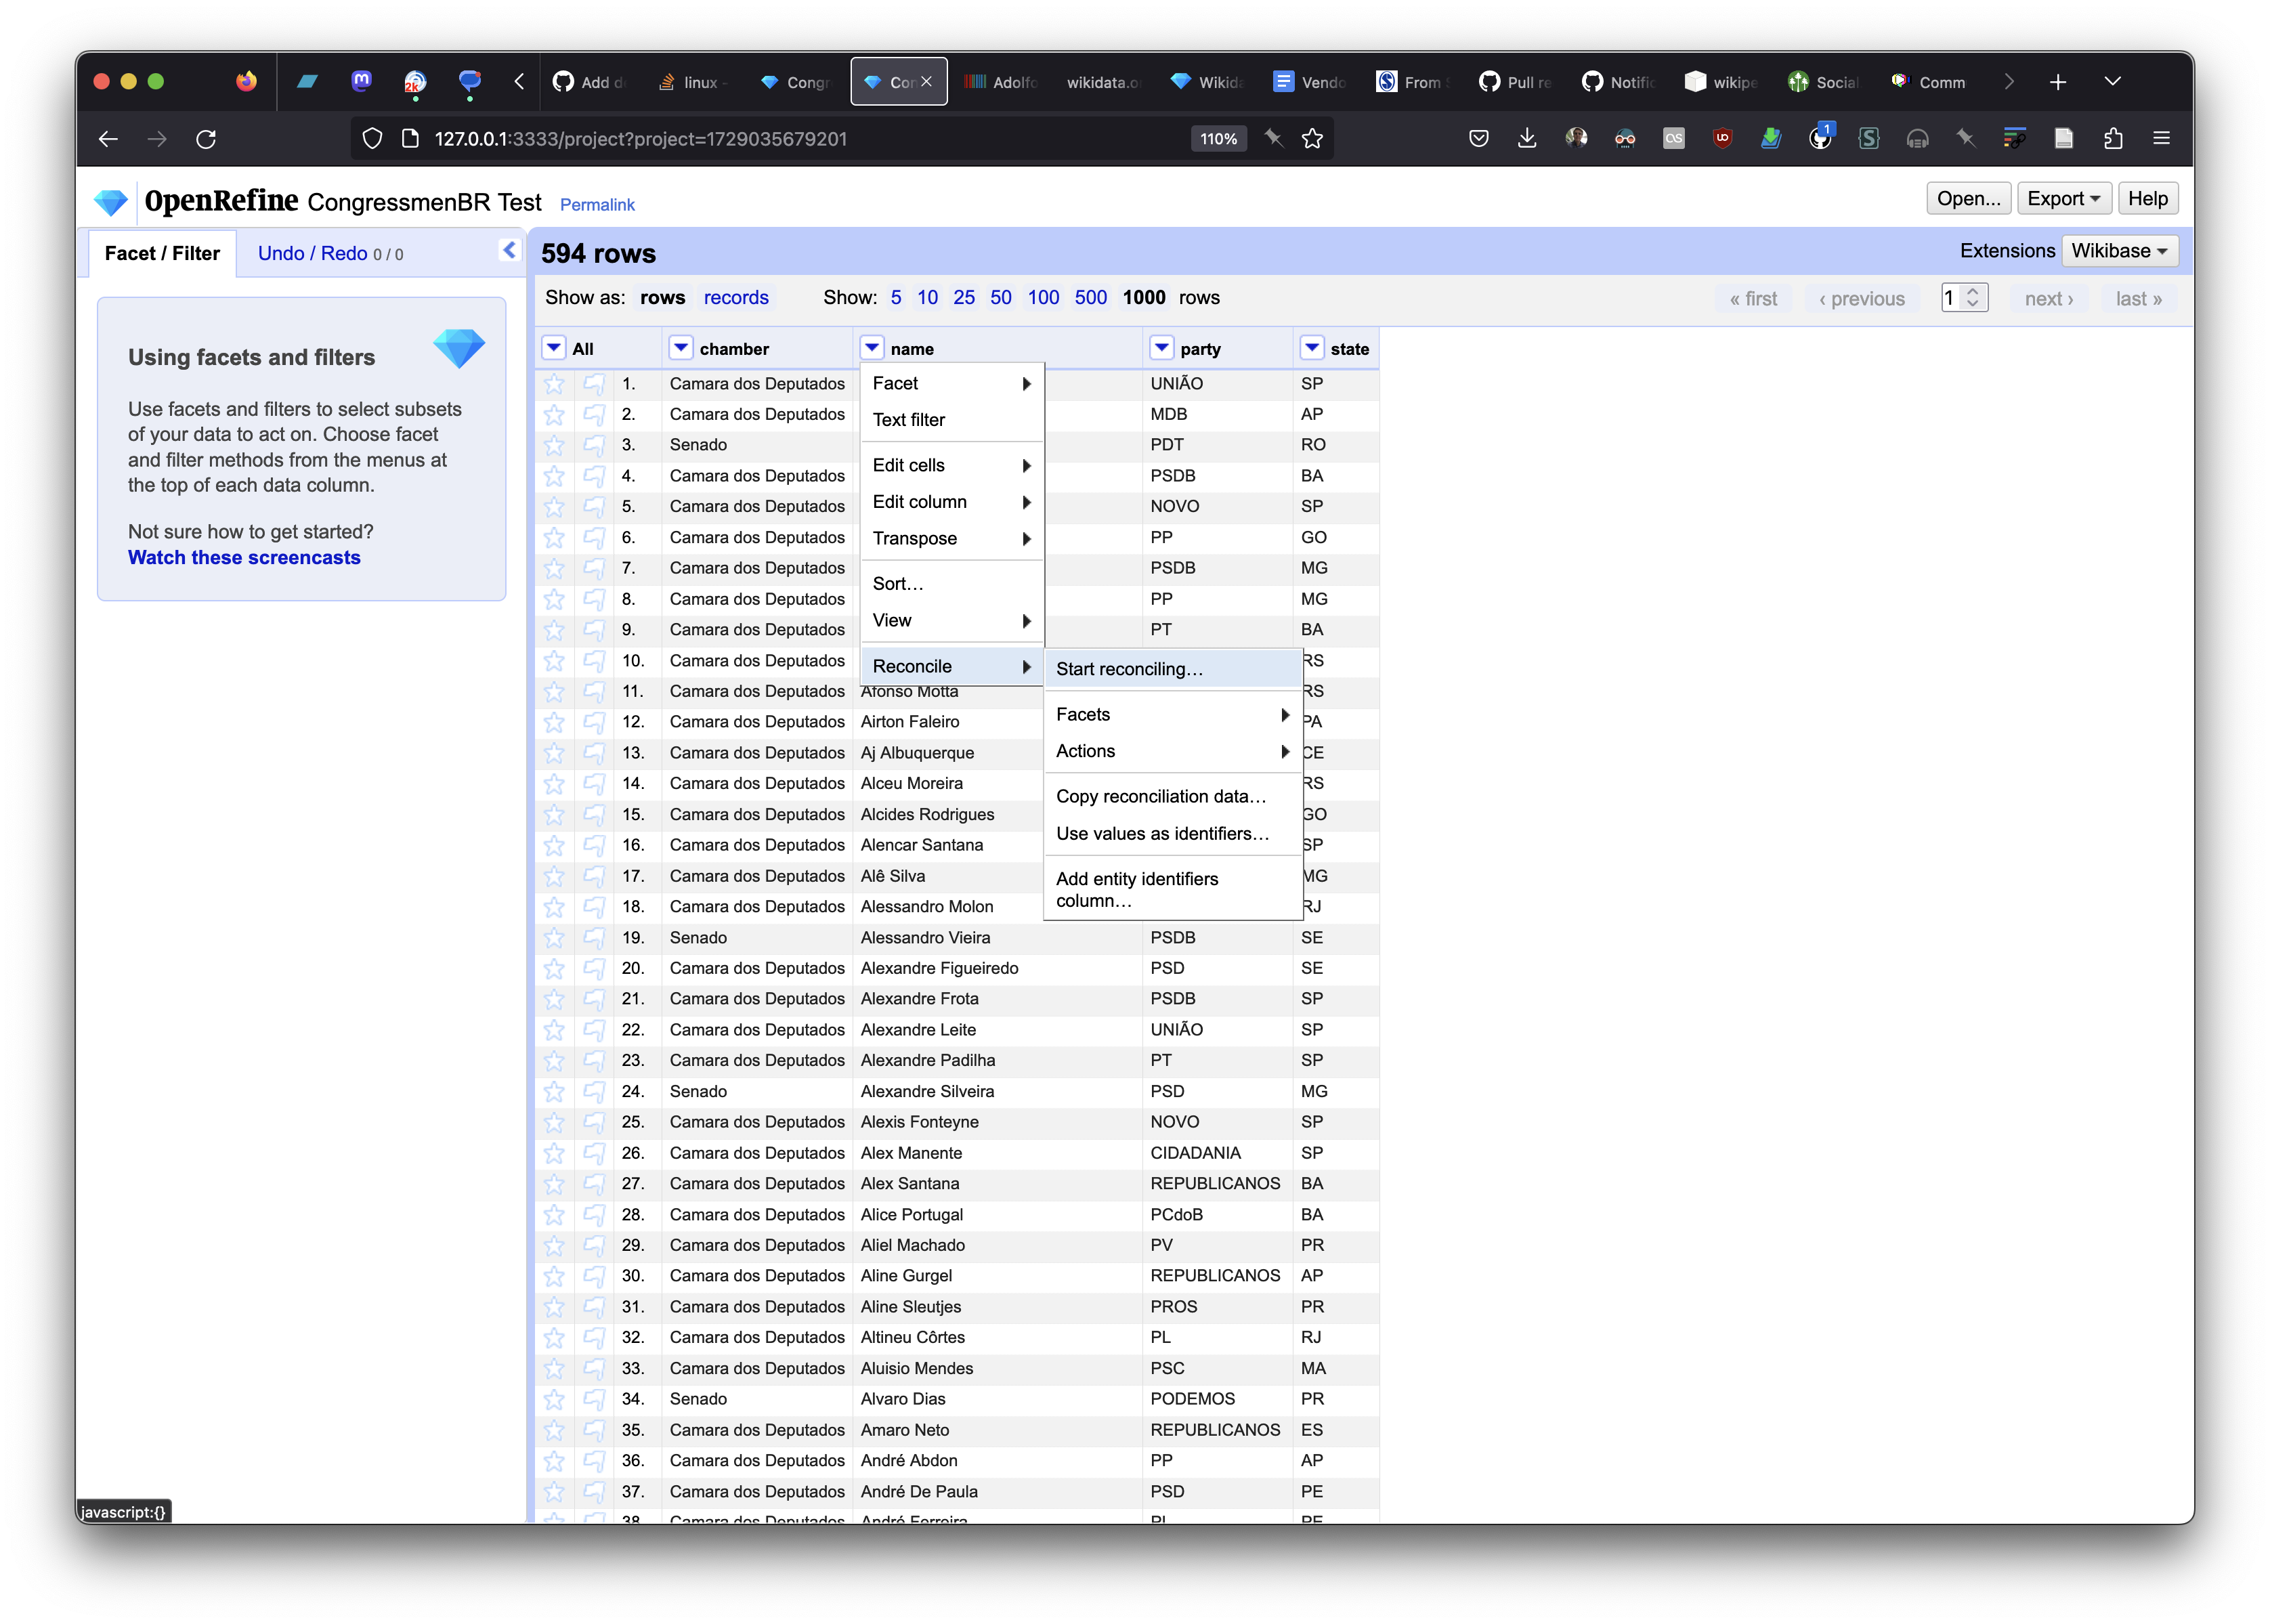 Add d
linux -
Congr
Con
Adolfo
wikidata.o
Wikida
Vendo
From S
Pull re
Notific
wikipe
Social
Comm
127.0.0.1:3333/project?project=1729035679201
110%
OpenRefine CongressmenBR Test Permalink
Open... Export Help
Facet / Filter Undo / Redo 0 / 0
594 rows
Extensions Wikibase
Show as: rows records Show: 5 10 25 50 100 500 1000 rows
« first ‹ previous 1 next › last »
Using facets and filters
Use facets and filters to select subsets
of your data to act on. Choose facet
and filter methods from the menus at
the top of each data column.
Not sure how to get started?
Watch these screencasts
All chamber name party state
1. Camara dos Deputados UNIÃO SP
2. Camara dos Deputados MDB AP
3. Senado PDT RO
4. Camara dos Deputados PSDB BA
5. Camara dos Deputados NOVO SP
6. Camara dos Deputados PP GO
7. Camara dos Deputados PSDB MG
8. Camara dos Deputados PP MG
9. Camara dos Deputados PT BA
10. Camara dos Deputados RS
11. Camara dos Deputados Afonso Motta RS
12. Camara dos Deputados Airton Faleiro PA
13. Camara dos Deputados Aj Albuquerque CE
14. Camara dos Deputados Alceu Moreira RS
15. Camara dos Deputados Alcides Rodrigues GO
16. Camara dos Deputados Alencar Santana SP
17. Camara dos Deputados Alê Silva MG
18. Camara dos Deputados Alessandro Molon RJ
19. Senado Alessandro Vieira PSDB SE
20. Camara dos Deputados Alexandre Figueiredo PSD SE
21. Camara dos Deputados Alexandre Frota PSDB SP
22. Camara dos Deputados Alexandre Leite UNIÃO SP
23. Camara dos Deputados Alexandre Padilha PT SP
24. Senado Alexandre Silveira PSD MG
25. Camara dos Deputados Alexis Fonteyne NOVO SP
26. Camara dos Deputados Alex Manente CIDADANIA SP
27. Camara dos Deputados Alex Santana REPUBLICANOS BA
28. Camara dos Deputados Alice Portugal PCdoB BA
29. Camara dos Deputados Aliel Machado PV PR
30. Camara dos Deputados Aline Gurgel REPUBLICANOS AP
31. Camara dos Deputados Aline Sleutjes PROS PR
32. Camara dos Deputados Altineu Côrtes PL RJ
33. Camara dos Deputados Aluisio Mendes PSC MA
34. Senado Alvaro Dias PODEMOS PR
35. Camara dos Deputados Amaro Neto REPUBLICANOS ES
36. Camara dos Deputados André Abdon PP AP
37. Camara dos Deputados André De Paula PSD PE
38. Camara dos Deputados André Ferreira PL PE
Facet
Text filter
Edit cells
Edit column
Transpose
Sort…
View
Reconcile
Start reconciling…
Facets
Actions
Copy reconciliation data…
Use values as identifiers…
Add entity identifiers
column…
javascript:{}